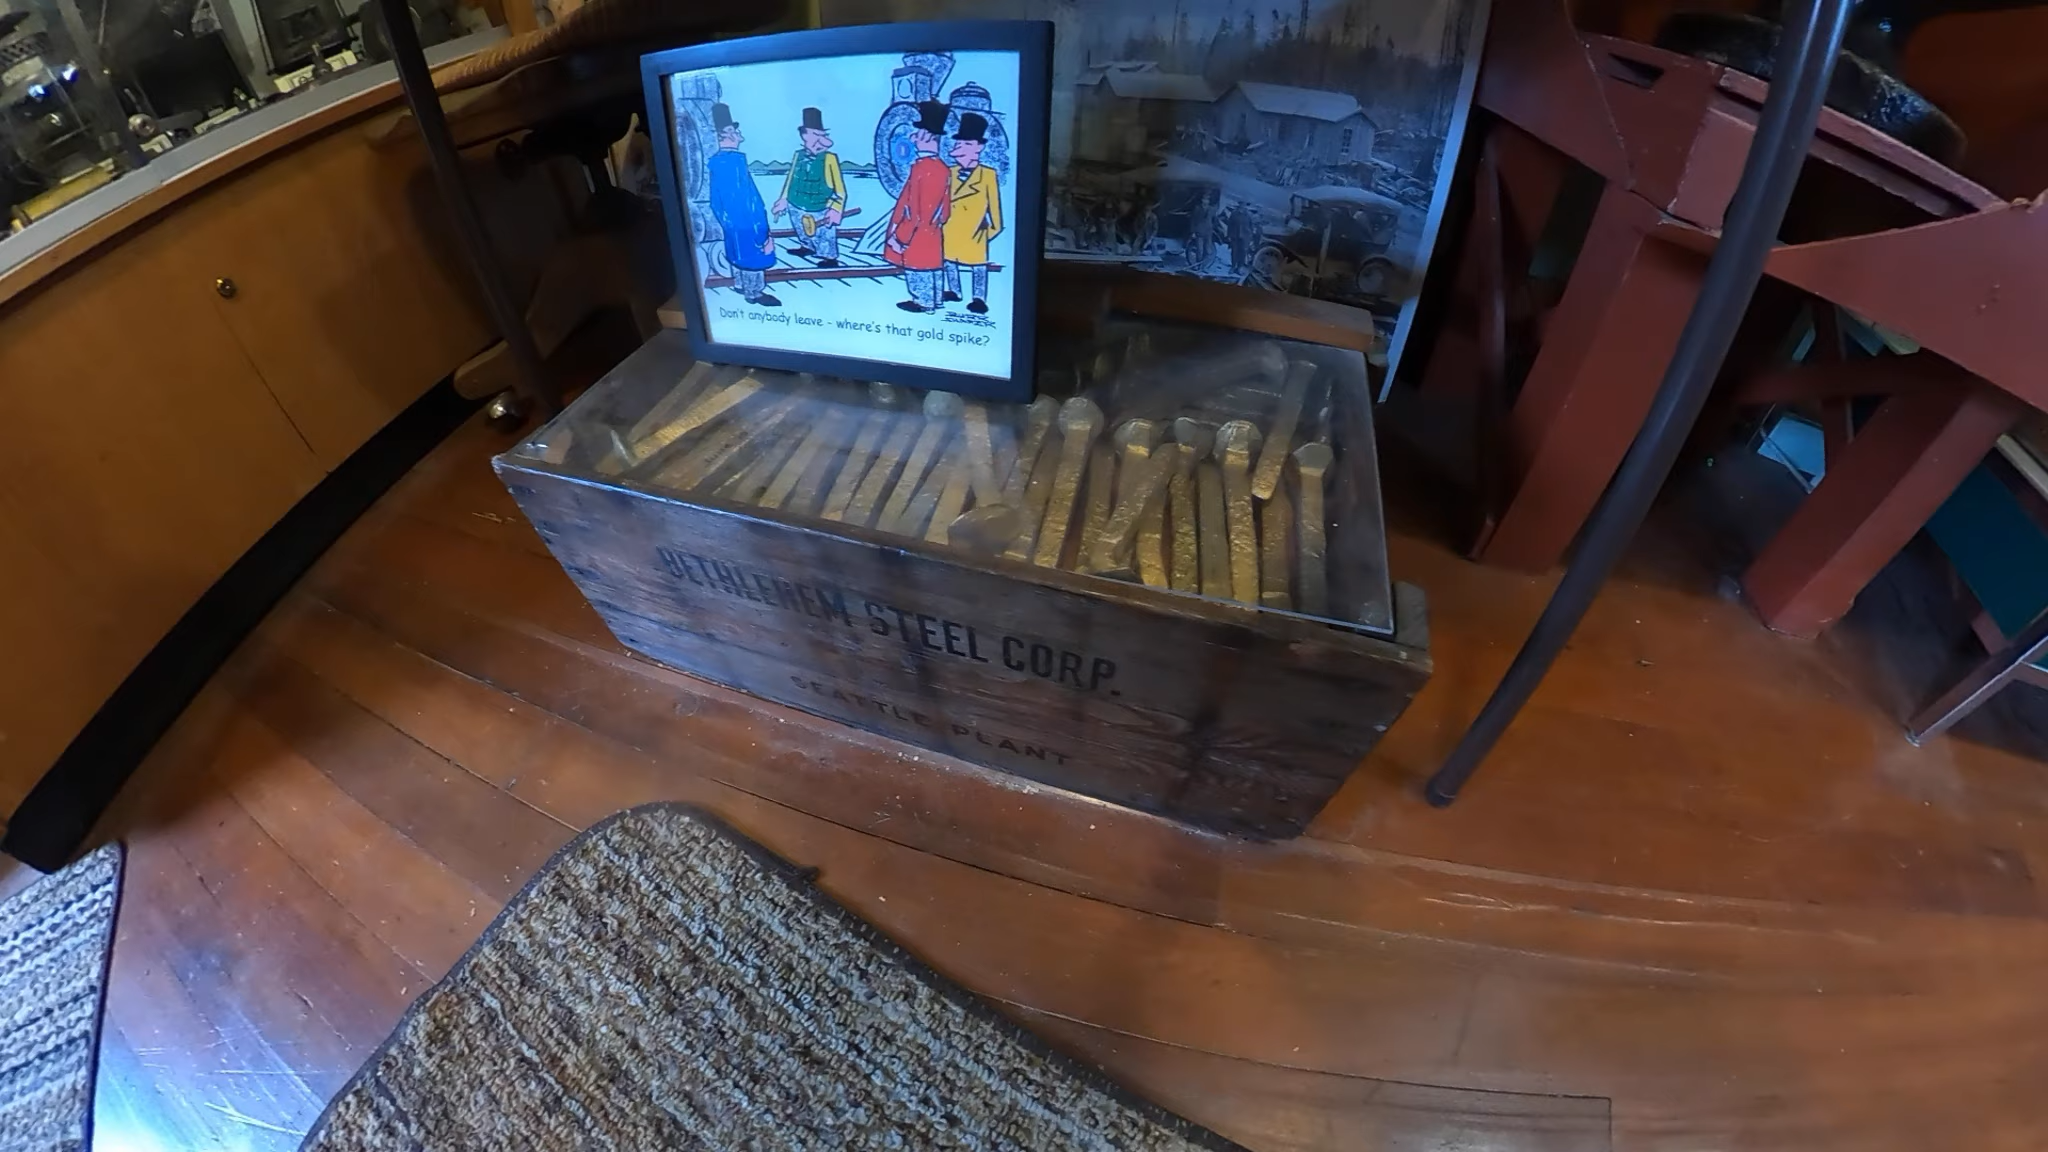 Don't anybody leave - where's that gold spike?
BETHLEHEM STEEL CORP.
SEATTLE PLANT